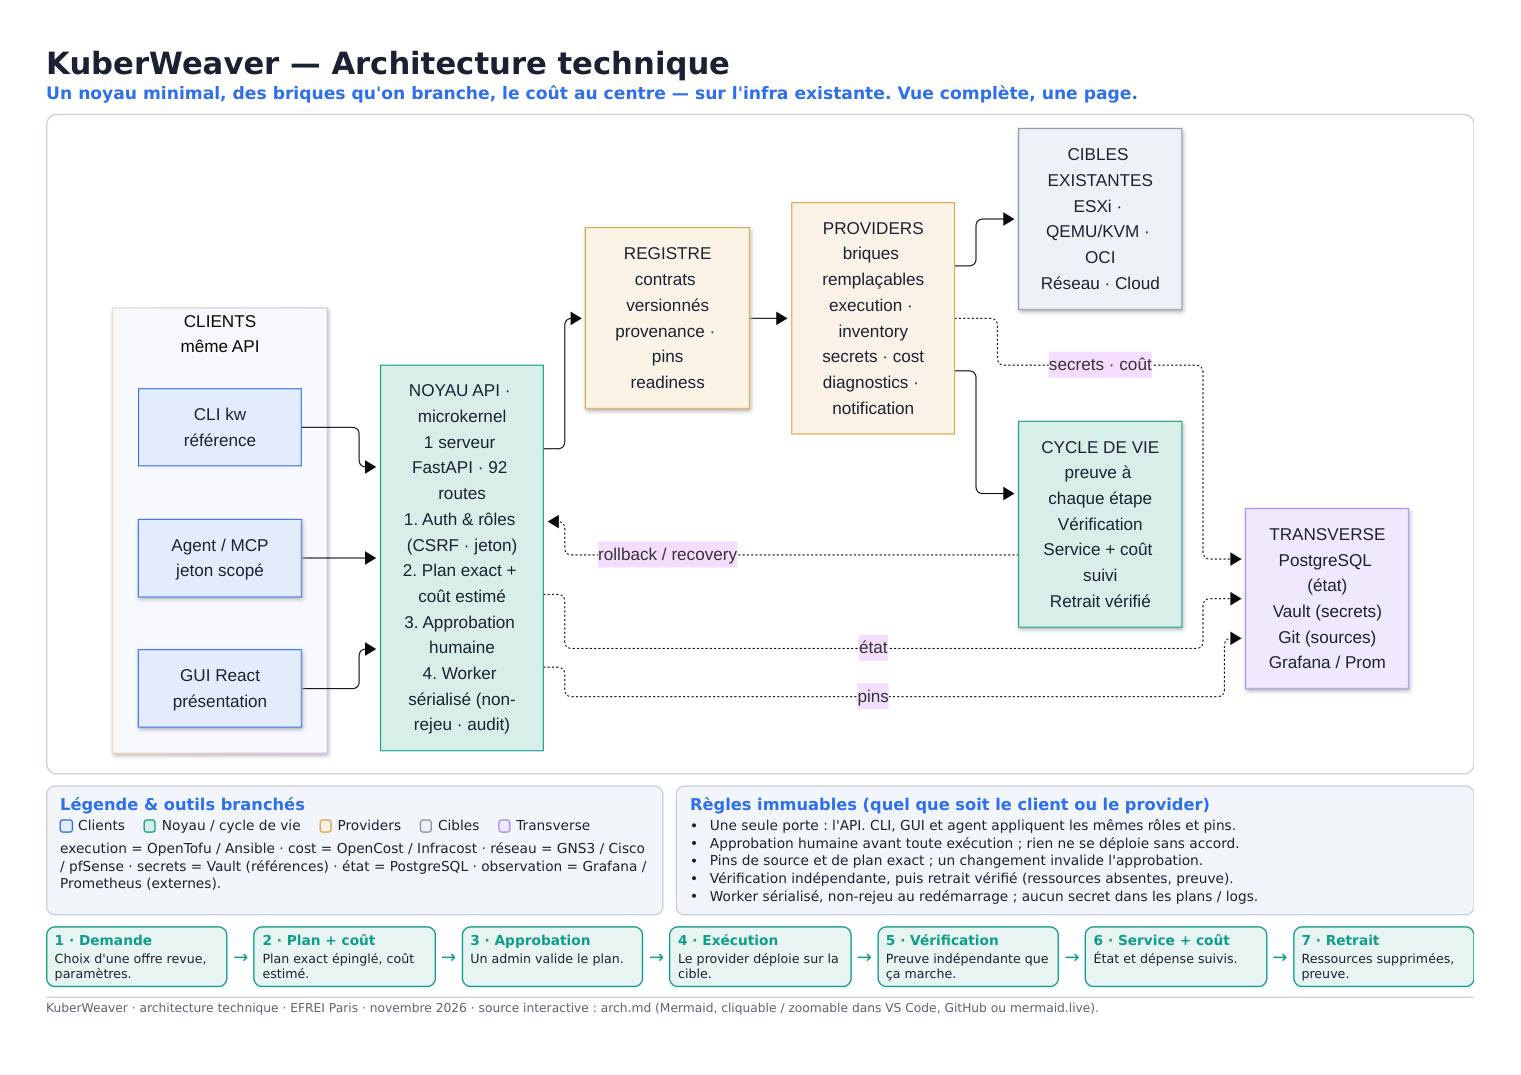 KuberWeaver — Architecture technique
Un noyau minimal, des briques qu'on branche, le coût au centre — sur l'infra existante. Vue complète, une page.
CLIENTS
même API
CLI kw
référence
Agent / MCP
jeton scopé
GUI React
présentation
NOYAU API ·
microkernel
1 serveur
FastAPI · 92
routes
1. Auth & rôles
(CSRF · jeton)
2. Plan exact +
coût estimé
3. Approbation
humaine
4. Worker
sérialisé (non-
rejeu · audit)
REGISTRE
contrats
versionnés
provenance ·
pins
readiness
PROVIDERS
briques
remplaçables
execution ·
inventory
secrets · cost
diagnostics ·
notification
CIBLES
EXISTANTES
ESXi ·
QEMU/KVM ·
OCI
Réseau · Cloud
secrets · coût
CYCLE DE VIE
preuve à
chaque étape
Vérification
Service + coût
suivi
Retrait vérifié
rollback / recovery
état
pins
TRANSVERSE
PostgreSQL
(état)
Vault (secrets)
Git (sources)
Grafana / Prom
Légende & outils branchés
Clients Noyau / cycle de vie Providers Cibles Transverse
execution = OpenTofu / Ansible · cost = OpenCost / Infracost · réseau = GNS3 / Cisco
/ pfSense · secrets = Vault (références) · état = PostgreSQL · observation = Grafana /
Prometheus (externes).
Règles immuables (quel que soit le client ou le provider)
• Une seule porte : l'API. CLI, GUI et agent appliquent les mêmes rôles et pins.
• Approbation humaine avant toute exécution ; rien ne se déploie sans accord.
• Pins de source et de plan exact ; un changement invalide l'approbation.
• Vérification indépendante, puis retrait vérifié (ressources absentes, preuve).
• Worker sérialisé, non-rejeu au redémarrage ; aucun secret dans les plans / logs.
1 · Demande
Choix d'une offre revue,
paramètres.
→
2 · Plan + coût
Plan exact épinglé, coût
estimé.
→
3 · Approbation
Un admin valide le plan.
→
4 · Exécution
Le provider déploie sur la
cible.
→
5 · Vérification
Preuve indépendante que
ça marche.
→
6 · Service + coût
État et dépense suivis.
→
7 · Retrait
Ressources supprimées,
preuve.
KuberWeaver · architecture technique · EFREI Paris · novembre 2026 · source interactive : arch.md (Mermaid, cliquable / zoomable dans VS Code, GitHub ou mermaid.live).